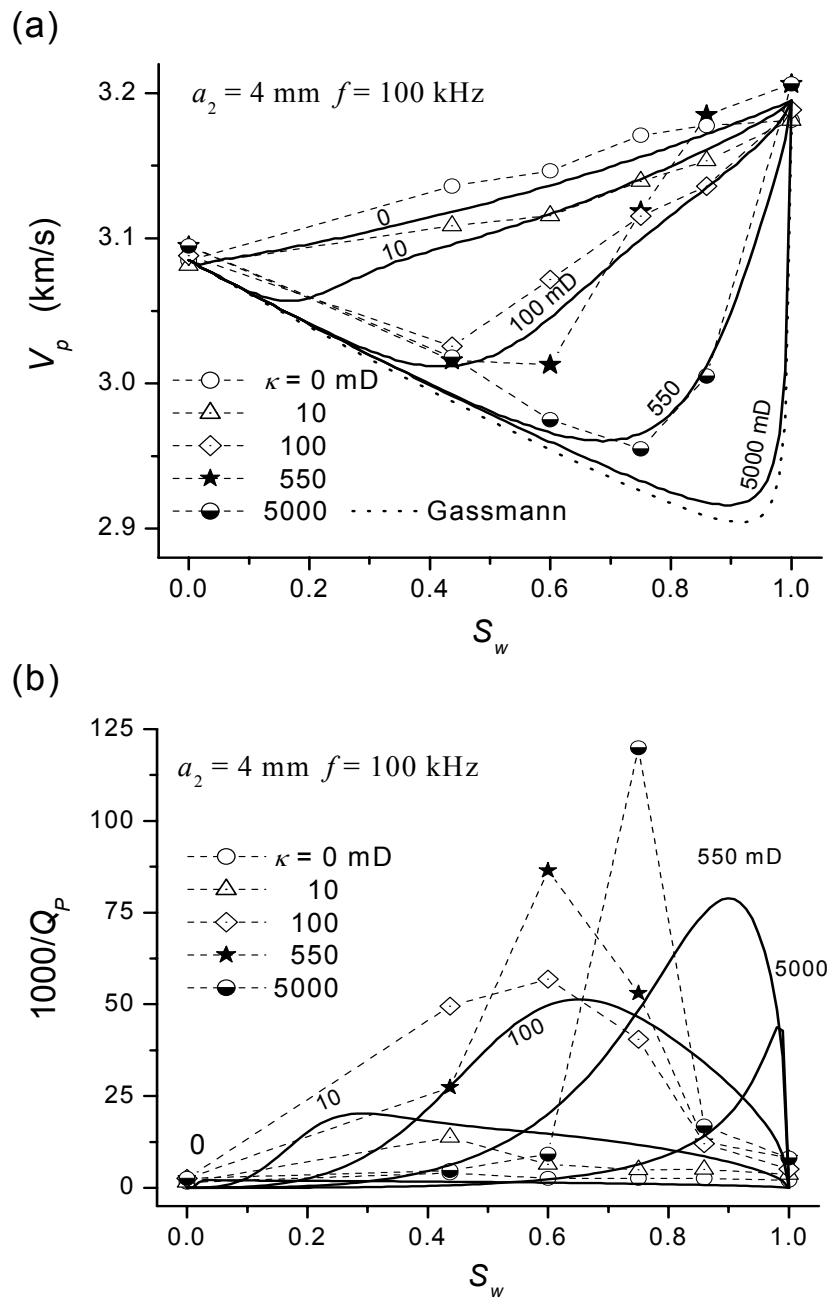 (a)
a₂ = 4 mm f = 100 kHz
3.2
3.1
3.0
2.9
V_p (km/s)
0
10
100 mD
550
5000 mD
κ = 0 mD
10
100
550
5000
Gassmann
0.0 0.2 0.4 0.6 0.8 1.0
S_w
(b)
a₂ = 4 mm f = 100 kHz
125
100
75
50
25
0
1000/Q_P
κ = 0 mD
10
100
550
5000
550 mD
5000
100
10
0
0.0 0.2 0.4 0.6 0.8 1.0
S_w